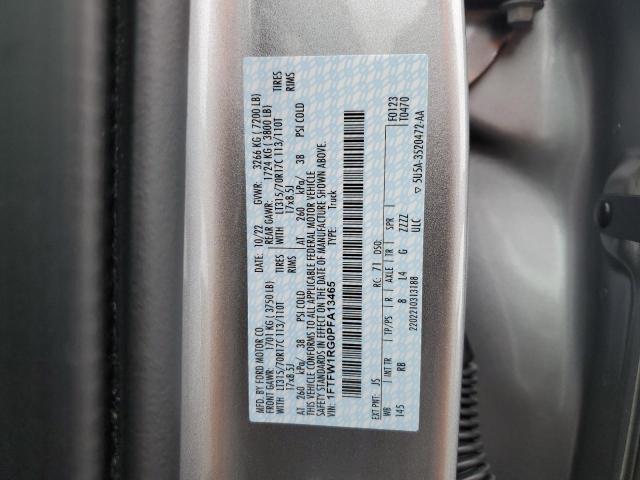 MFD. BY FORD MOTOR CO. 10/22 GVWR: 3266 KG ( 7200 LB)
FRONT GAWR: 1701 KG ( 3750 LB) REAR GAWR: 1724 KG ( 3800 LB)
WITH LT315/70R17C 113/110T TIRES WITH LT315/70R17C 113/110T TIRES
17x8.5J RIMS 17x8.5J RIMS
AT 260 kPa/ 38 PSI COLD AT 260 kPa/ 38 PSI COLD
THIS VEHICLE CONFORMS TO ALL APPLICABLE FEDERAL MOTOR VEHICLE
SAFETY STANDARDS IN EFFECT ON THE DATE OF MANUFACTURE SHOWN ABOVE.
VIN: 1FTFW1RG0PFA13465 TYPE: Truck
F0123
T0470
EXT PNT: JS RC: 71 DSO:
WB INT TR TP/PS R AXLE TR SPR
145 RB 8 L4 G ZZZZ
ULC
2202210313188
▽ 5U5A-3520472-AA